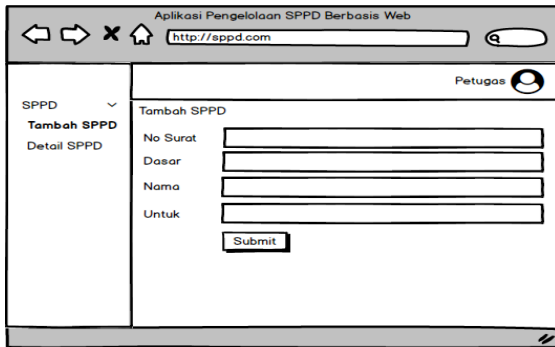 Aplikasi Pengelolaan SPPD Berbasis Web
http://sppd.com
Petugas
SPPD
Tambah SPPD
Detail SPPD
Tambah SPPD
No Surat
Dasar
Nama
Untuk
Submit